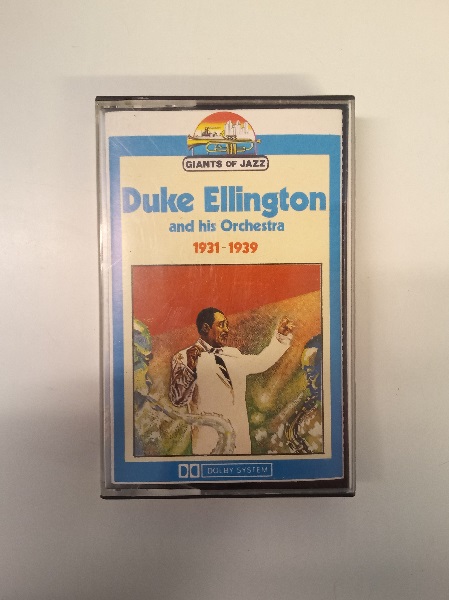 GIANTS OF JAZZ
Duke Ellington
and his Orchestra
1931-1939
DOLBY SYSTEM